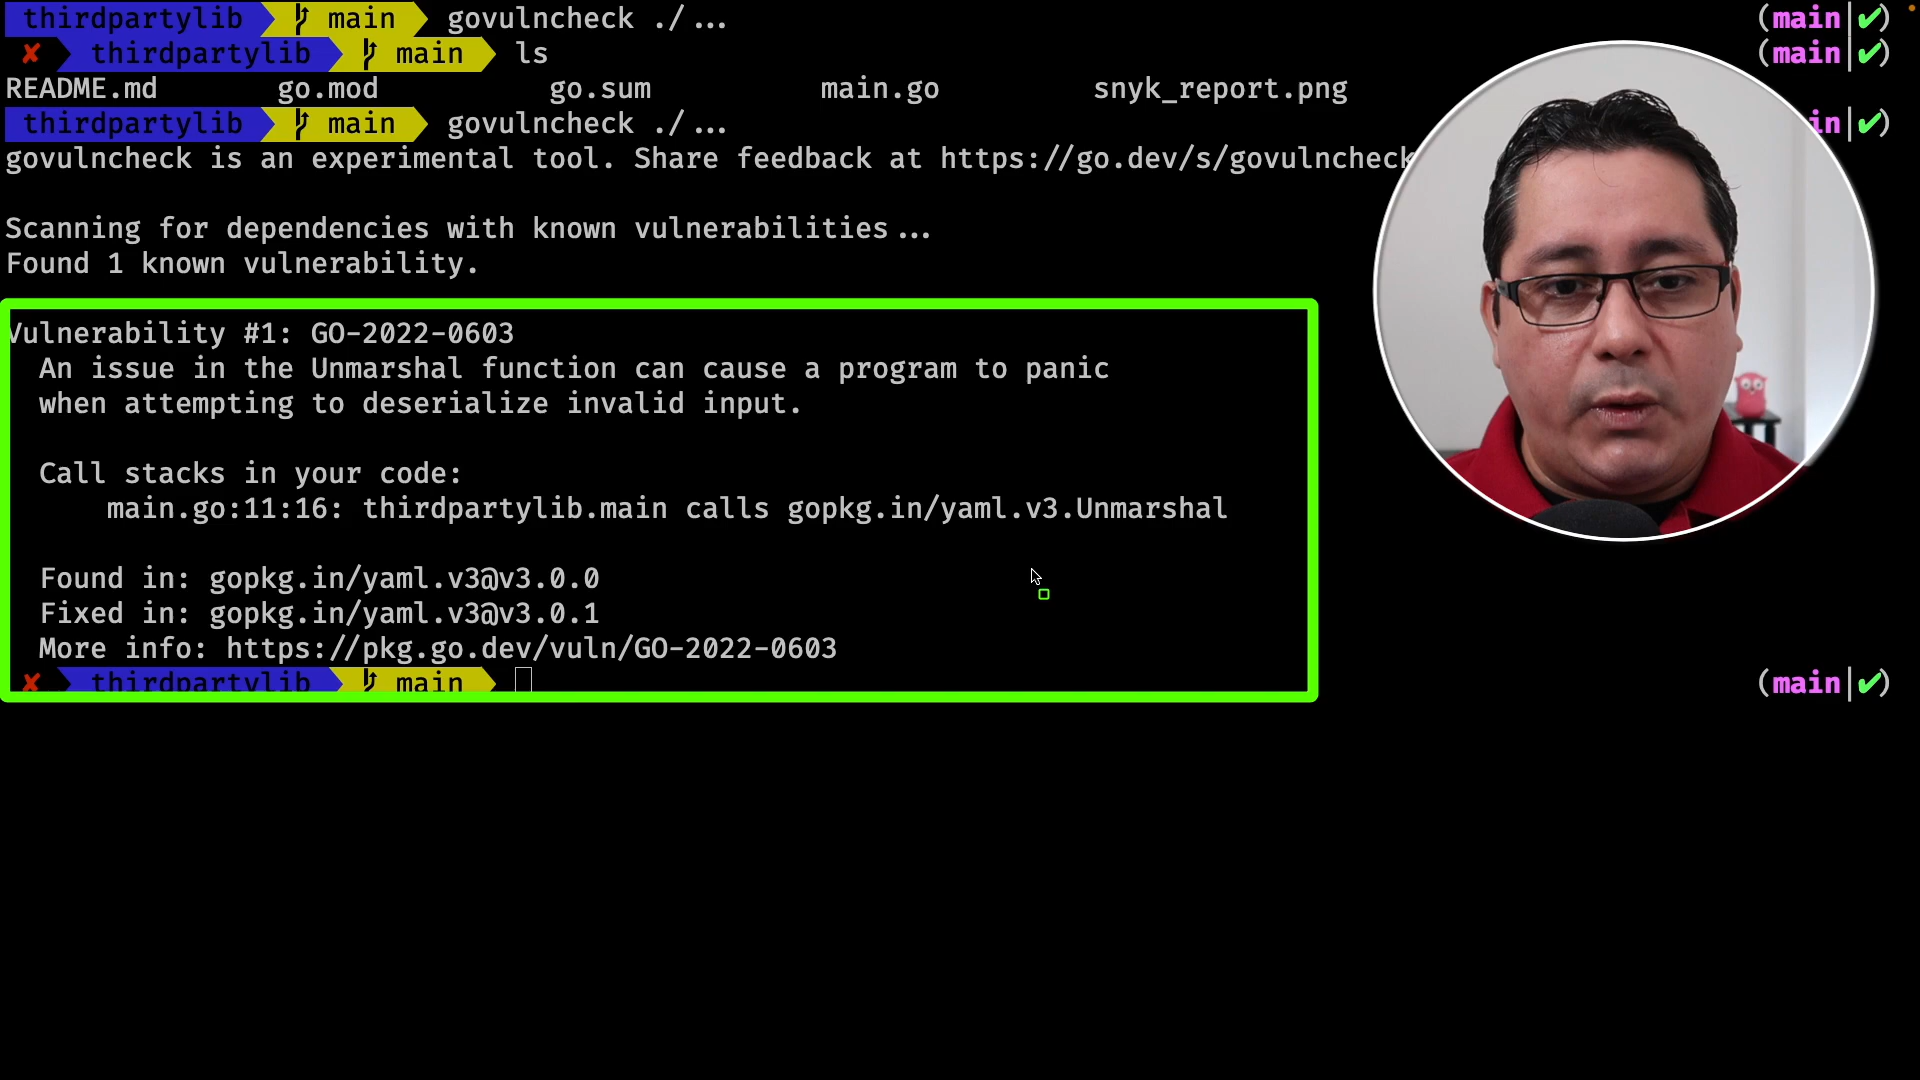 thirdpartylib main govulncheck ./... (main|✔)
✘ thirdpartylib main ls (main|✔)
README.md go.mod go.sum main.go snyk_report.png
thirdpartylib main govulncheck ./... in|✔)
govulncheck is an experimental tool. Share feedback at https://go.dev/s/govulncheck
Scanning for dependencies with known vulnerabilities...
Found 1 known vulnerability.
Vulnerability #1: GO-2022-0603
An issue in the Unmarshal function can cause a program to panic
when attempting to deserialize invalid input.
Call stacks in your code:
main.go:11:16: thirdpartylib.main calls gopkg.in/yaml.v3.Unmarshal
Found in: gopkg.in/yaml.v3@v3.0.0
Fixed in: gopkg.in/yaml.v3@v3.0.1
More info: https://pkg.go.dev/vuln/GO-2022-0603
✘ thirdpartylib main (main|✔)